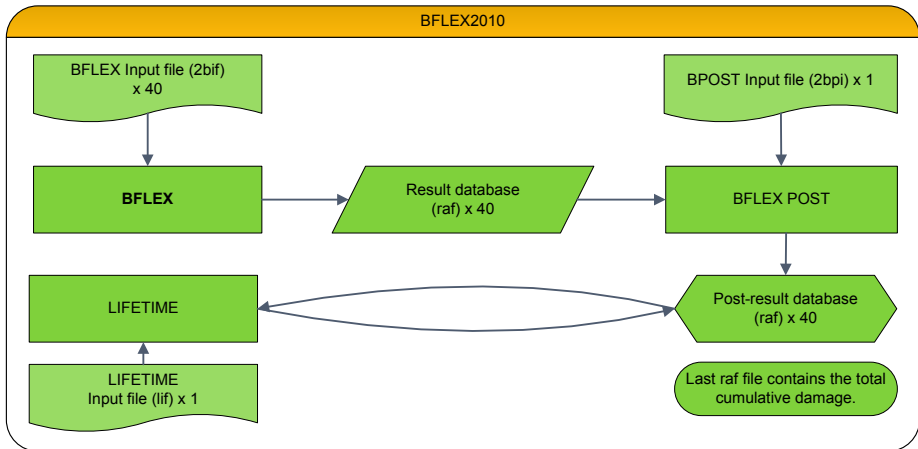 BFLEX2010
BFLEX Input file (2bif)
x 40
BPOST Input file (2bpi) x 1
BFLEX
Result database
(raf) x 40
BFLEX POST
LIFETIME
Post-result database
(raf) x 40
LIFETIME
Input file (lif) x 1
Last raf file contains the total
cumulative damage.